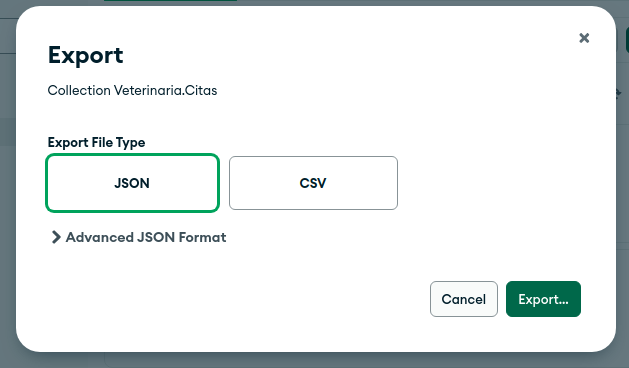 Export
Collection Veterinaria.Citas
Export File Type
JSON
CSV
Advanced JSON Format
Cancel
Export...